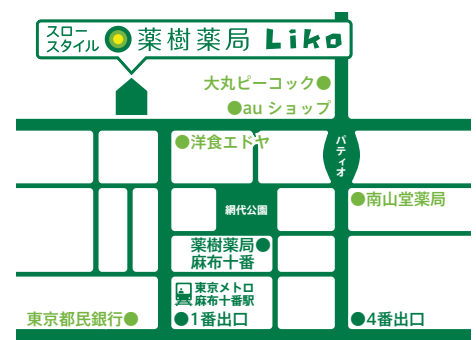 スロー
スタイル
薬樹薬局 Liko
大丸ピーコック
au ショップ
洋食エドヤ
パティオ
南山堂薬局
網代公園
薬樹薬局
麻布十番
東京メトロ
麻布十番駅
東京都民銀行
1番出口
4番出口